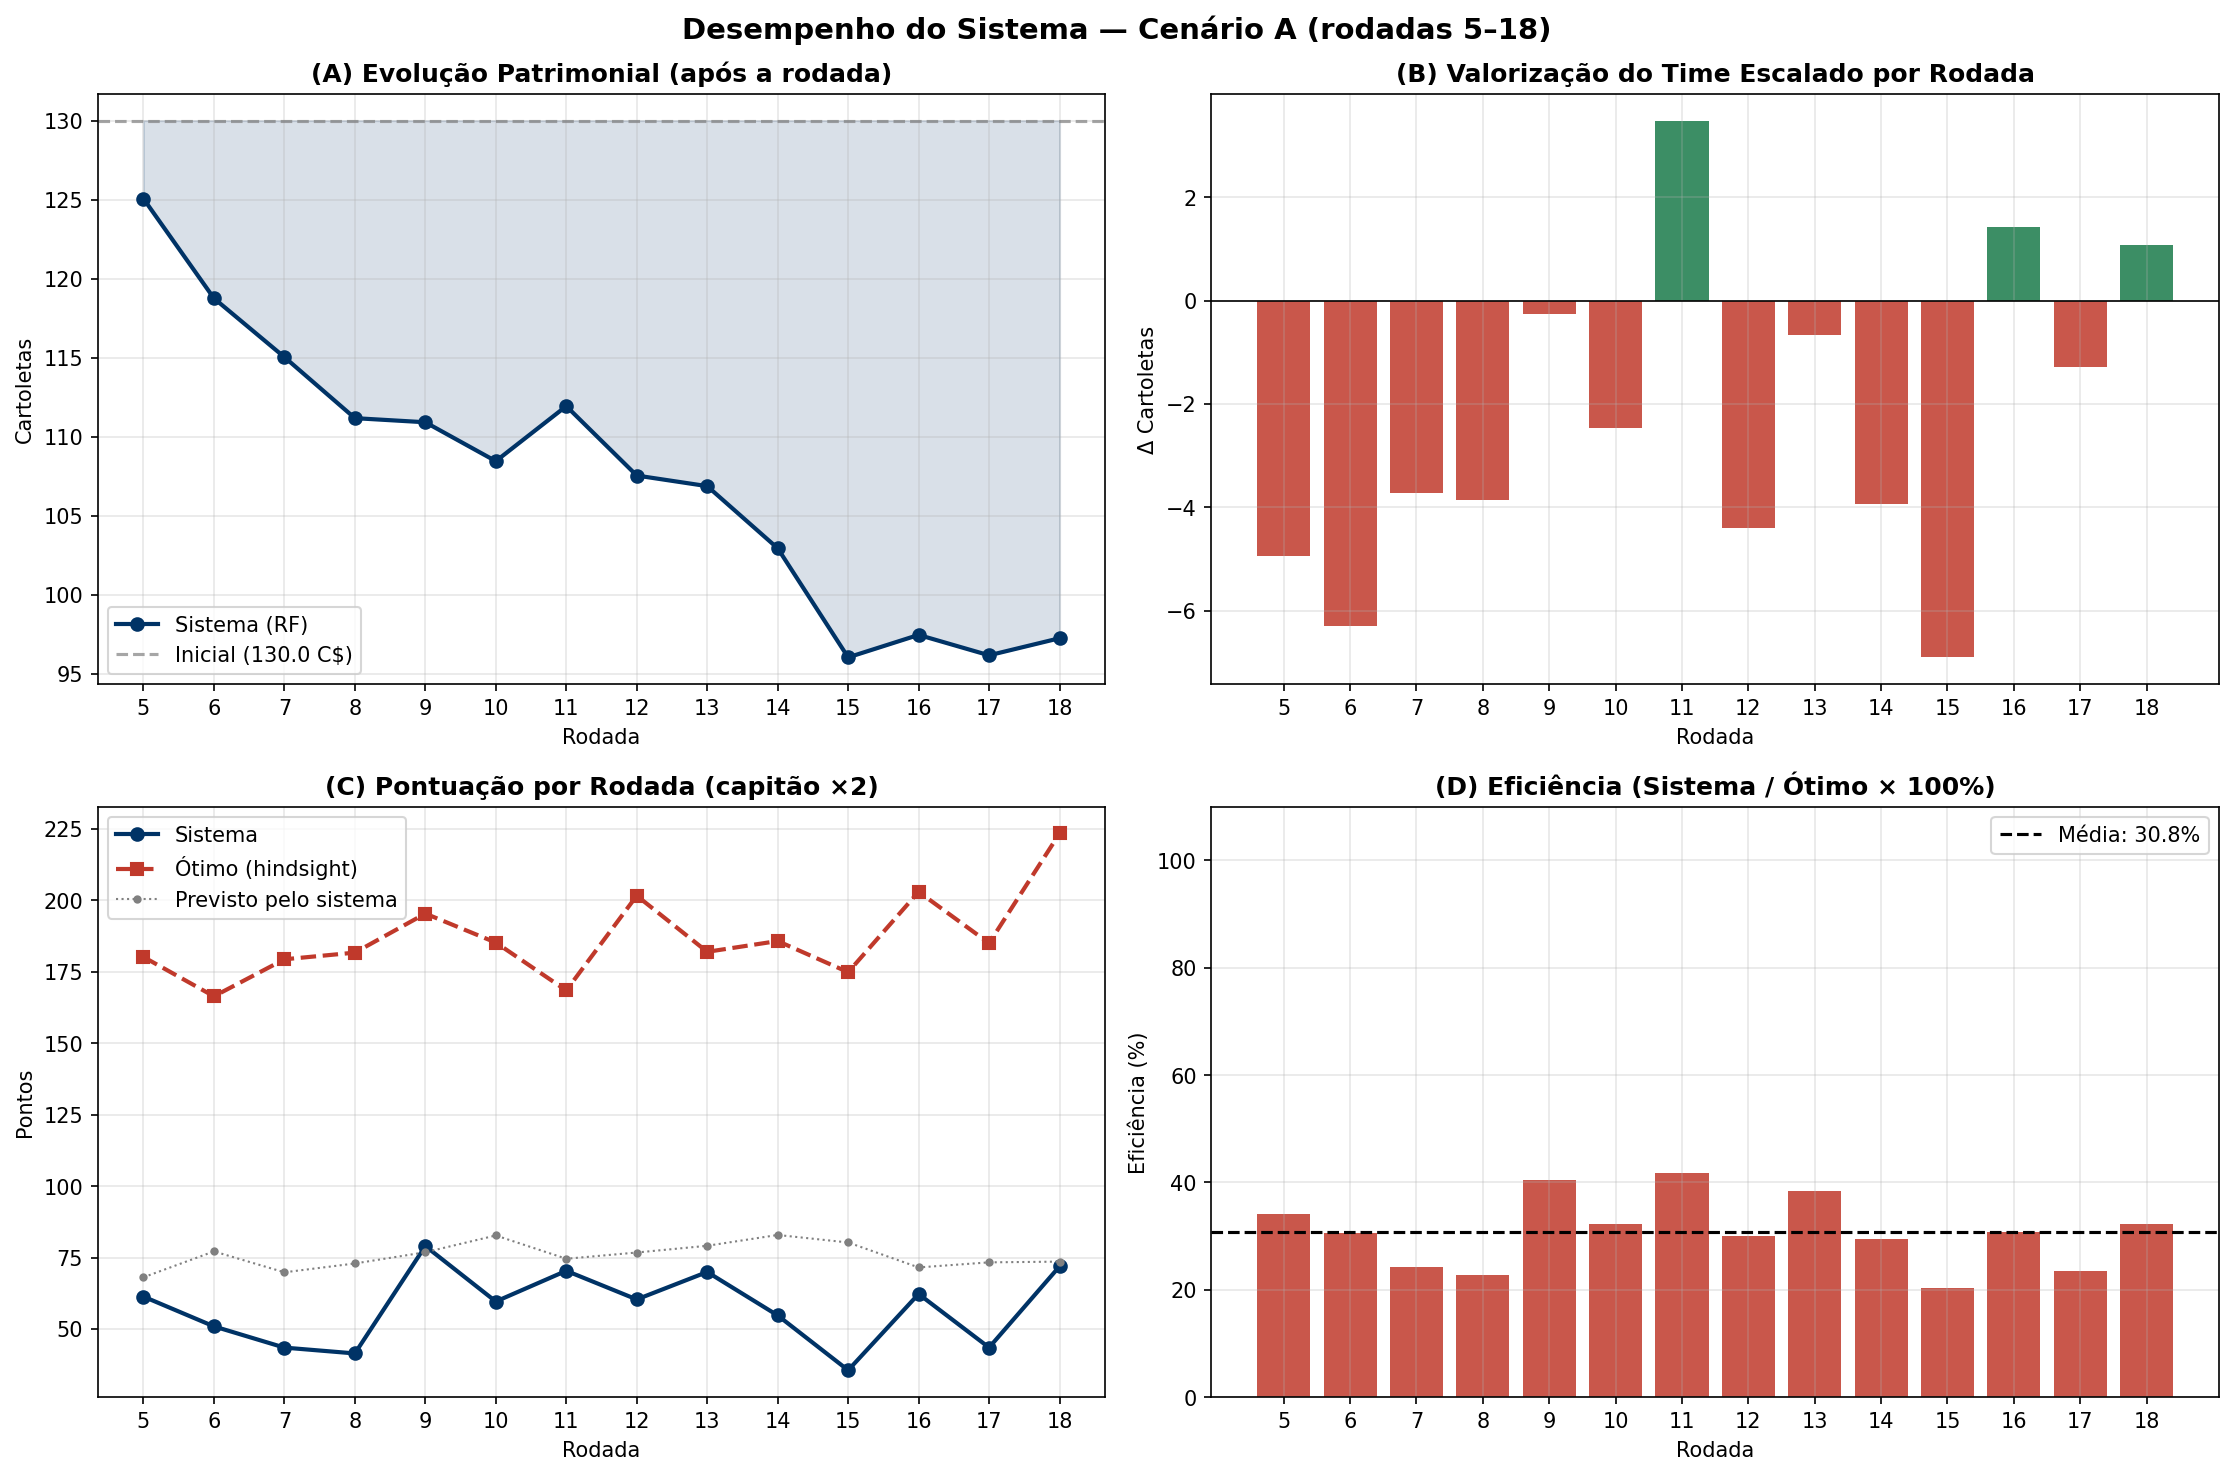 Desempenho do Sistema — Cenário A (rodadas 5–18)
(A) Evolução Patrimonial (após a rodada)
Cartoletas
130
125
120
115
110
105
100
95
Sistema (RF)
Inicial (130.0 C$)
5 6 7 8 9 10 11 12 13 14 15 16 17 18
Rodada
(B) Valorização do Time Escalado por Rodada
Δ Cartoletas
2
0
−2
−4
−6
5 6 7 8 9 10 11 12 13 14 15 16 17 18
Rodada
(C) Pontuação por Rodada (capitão ×2)
Pontos
225
200
175
150
125
100
75
50
Sistema
Ótimo (hindsight)
Previsto pelo sistema
5 6 7 8 9 10 11 12 13 14 15 16 17 18
Rodada
(D) Eficiência (Sistema / Ótimo × 100%)
Eficiência (%)
100
80
60
40
20
0
Média: 30.8%
5 6 7 8 9 10 11 12 13 14 15 16 17 18
Rodada